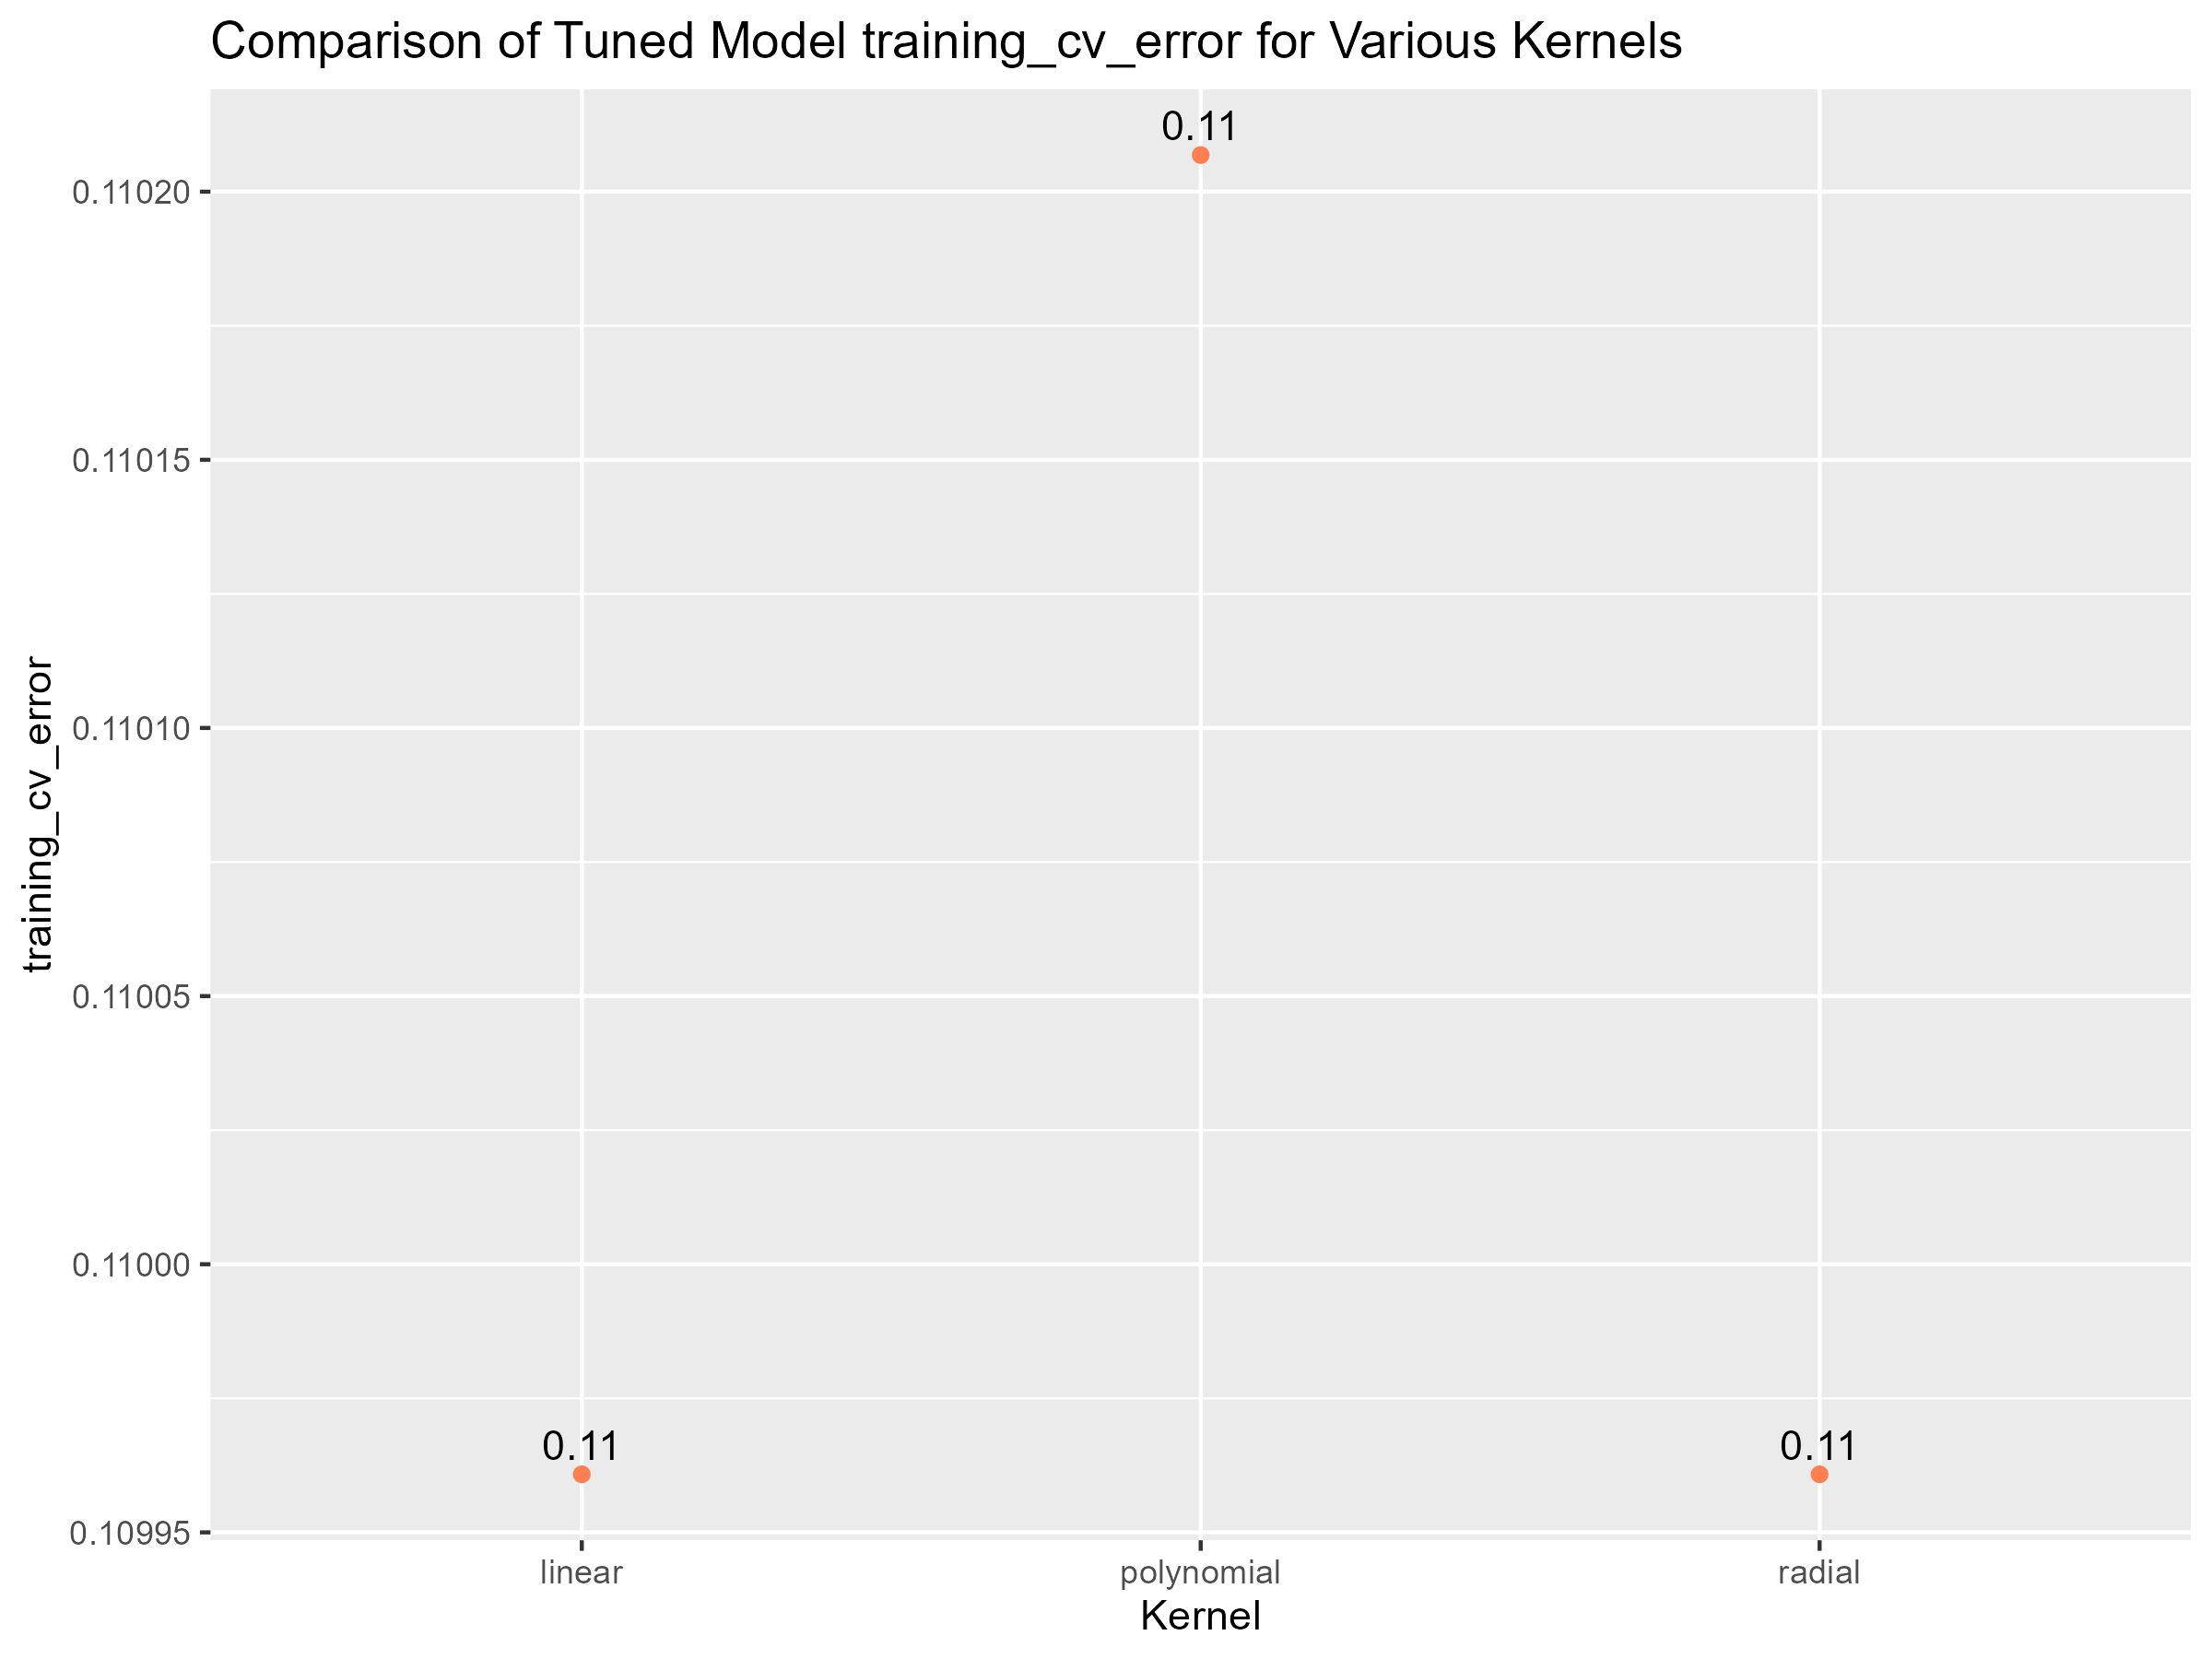 Comparison of Tuned Model training_cv_error for Various Kernels
0.11
0.11020
0.11015
0.11010
0.11005
0.11000
0.10995
training_cv_error
0.11
0.11
linear
polynomial
radial
Kernel